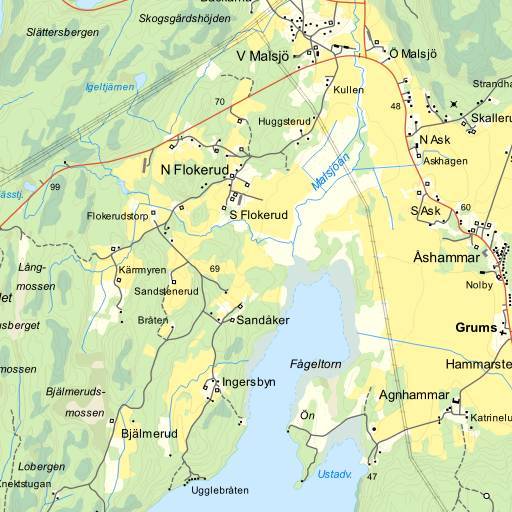 Skogsgårdshöjden
Slättersbergen
V Malsjö
Ö Malsjö
Igeltjärnen
Kullen
Strandha
70
48
Huggsterud
Skalleru
N Ask
Malsjöån
Askhagen
N Flokerud
99
Flokerudstorp
S Flokerud
S Ask
60
Åshammar
Lång-
mossen
Kärrmyren
69
Sandstenerud
Nolby
Bråten
Sandåker
Grums
Fågeltorn
Hammarste
Ingersbyn
Bjälmeruds-
mossen
Agnhammar
Ön
Katrinelu
Bjälmerud
Lobergen
Knektstugan
Ustadv.
47
Ugglebråten